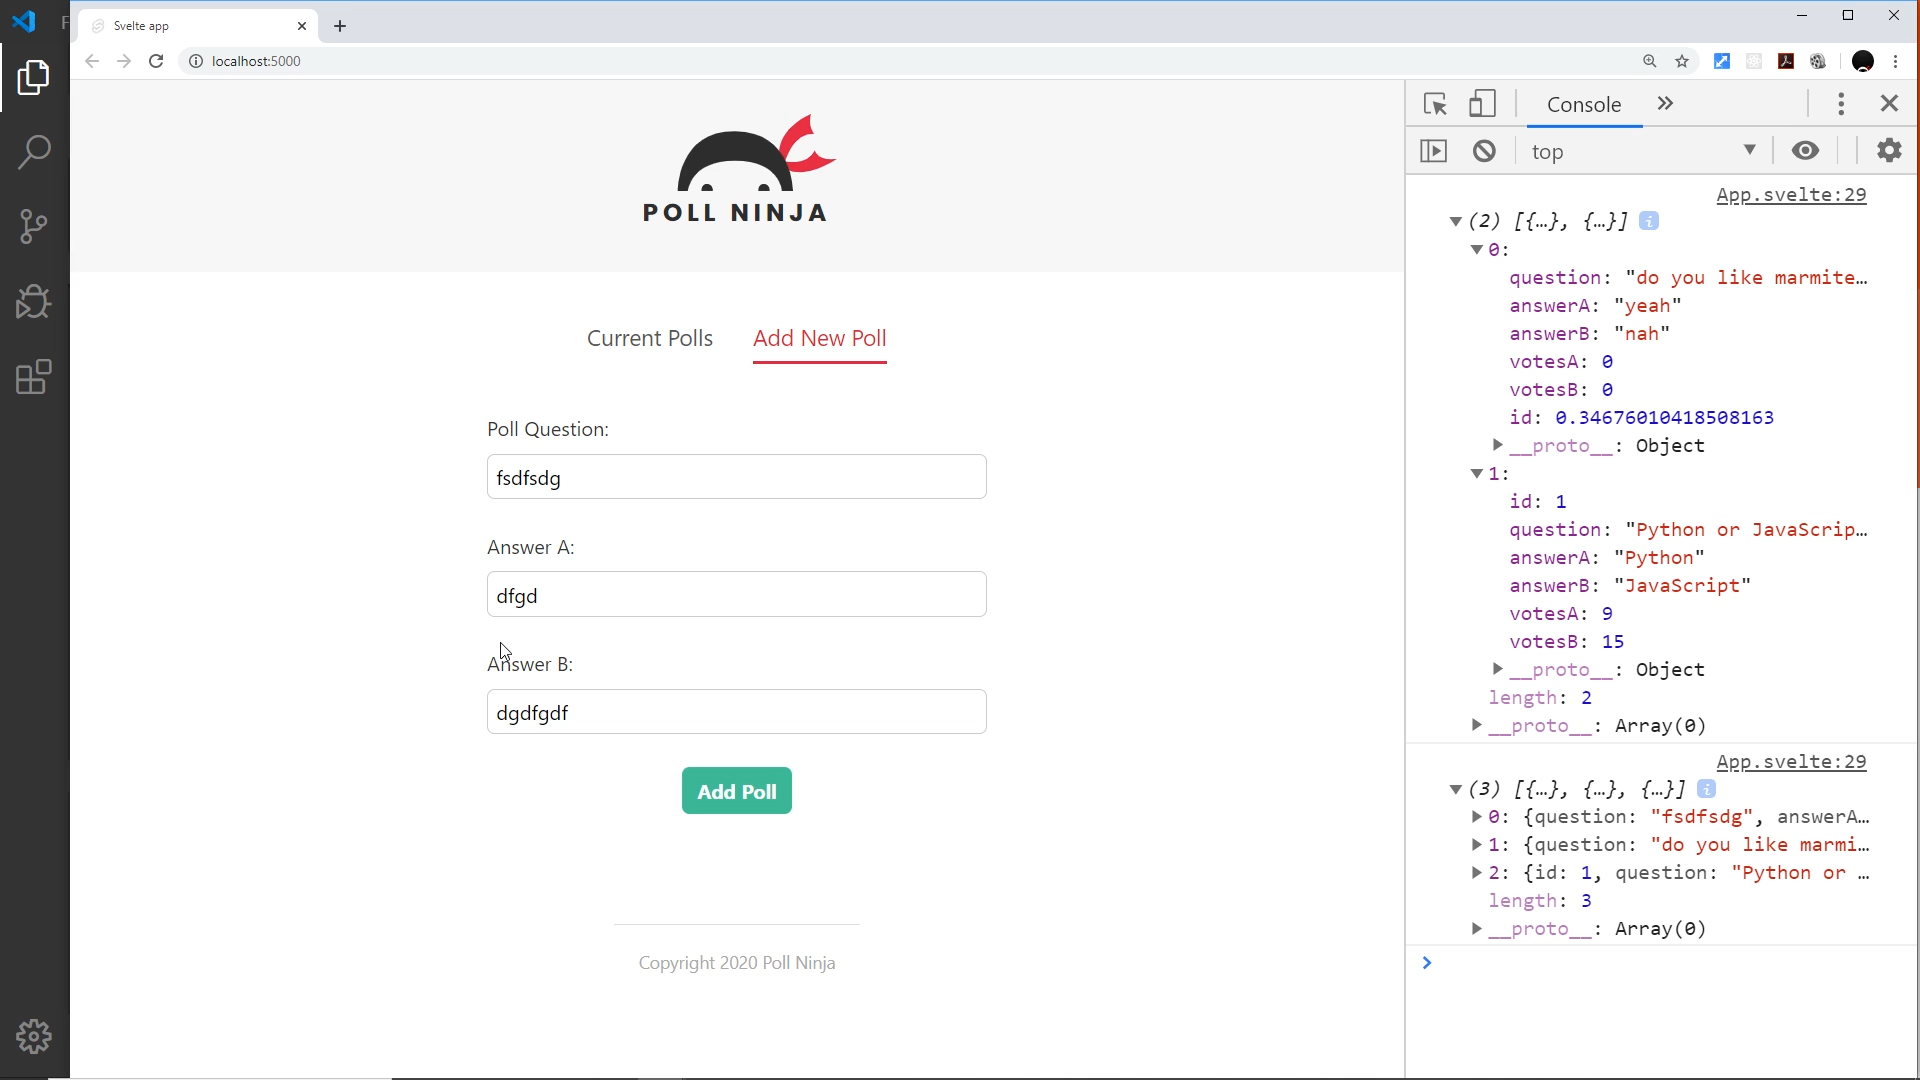 F
Svelte app
localhost:5000
POLL NINJA
Current Polls
Add New Poll
Poll Question:
fsdfsdg
Answer A:
dfgd
Answer B:
dgdfgdf
Add Poll
Copyright 2020 Poll Ninja
Console
top
App.svelte:29
(2) [{…}, {…}]
0:
question: "do you like marmite…
answerA: "yeah"
answerB: "nah"
votesA: 0
votesB: 0
id: 0.34676010418508163
__proto__: Object
1:
id: 1
question: "Python or JavaScrip…
answerA: "Python"
answerB: "JavaScript"
votesA: 9
votesB: 15
__proto__: Object
length: 2
__proto__: Array(0)
App.svelte:29
(3) [{…}, {…}, {…}]
0: {question: "fsdfsdg", answerA…
1: {question: "do you like marmi…
2: {id: 1, question: "Python or …
length: 3
__proto__: Array(0)